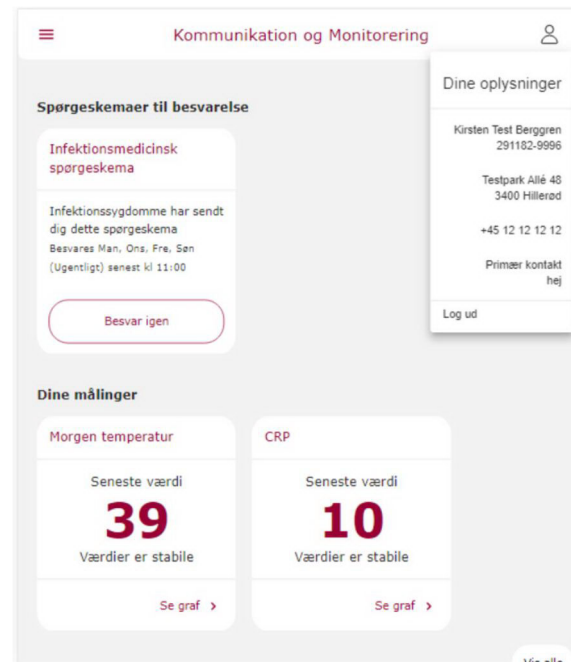 Kommunikation og Monitorering
Dine oplysninger
Kirsten Test Berggren
291182-9996
Testpark Allé 48
3400 Hillerød
+45 12 12 12 12
Primær kontakt
hej
Log ud
Spørgeskemaer til besvarelse
Infektionsmedicinsk
spørgeskema
Infektionssygdomme har sendt
dig dette spørgeskema
Besvares Man, Ons, Fre, Søn
(Ugentligt) senest kl 11:00
Besvar igen
Dine målinger
Morgen temperatur
Seneste værdi
39
Værdier er stabile
Se graf
CRP
Seneste værdi
10
Værdier er stabile
Se graf
Vis alle